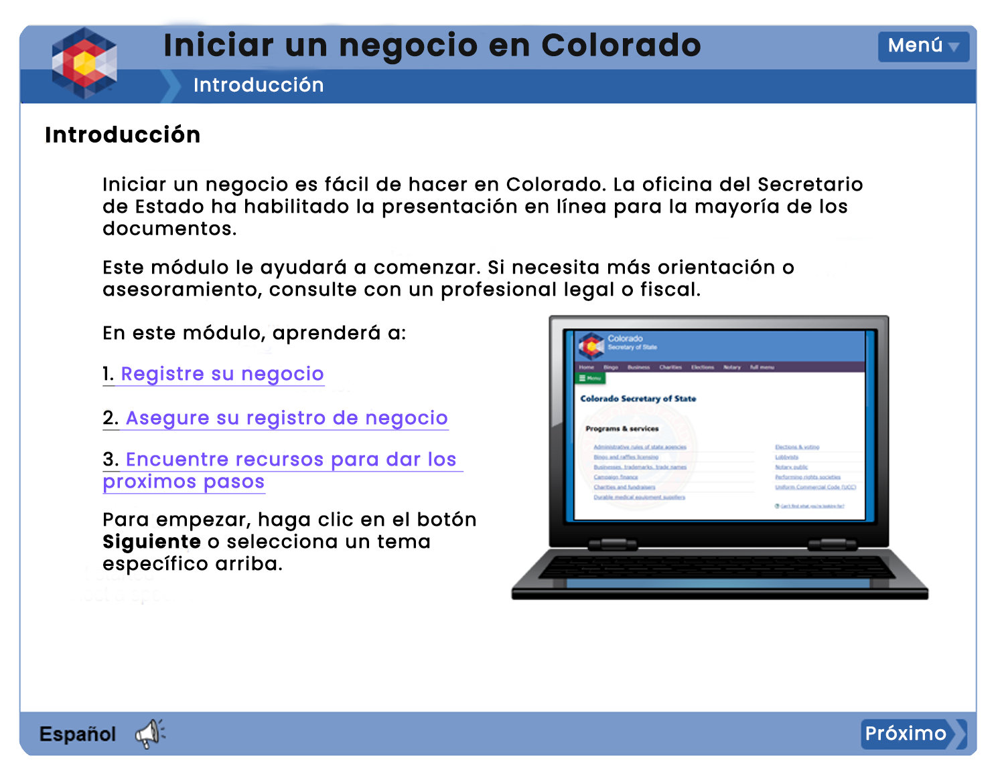 Iniciar un negocio en Colorado
Menú
Introducción
Introducción
Iniciar un negocio es fácil de hacer en Colorado. La oficina del Secretario
de Estado ha habilitado la presentación en línea para la mayoría de los
documentos.
Este módulo le ayudará a comenzar. Si necesita más orientación o
asesoramiento, consulte con un profesional legal o fiscal.
En este módulo, aprenderá a:
1. Registre su negocio
2. Asegure su registro de negocio
3. Encuentre recursos para dar los
proximos pasos
Para empezar, haga clic en el botón
Siguiente o selecciona un tema
específico arriba.
Colorado
Secretary of State
Home Bingo Business Charities Elections Notary full menu
Menu
Colorado Secretary of State
Programs & services
Administrative rules of state agencies
Bingo and raffles licensing
Businesses, trademarks, trade names
Campaign finance
Charities and fundraisers
Durable medical equipment suppliers
Elections & voting
Lobbyists
Notary public
Performing rights societies
Uniform Commercial Code (UCC)
Can't find what you're looking for?
Español
Próximo